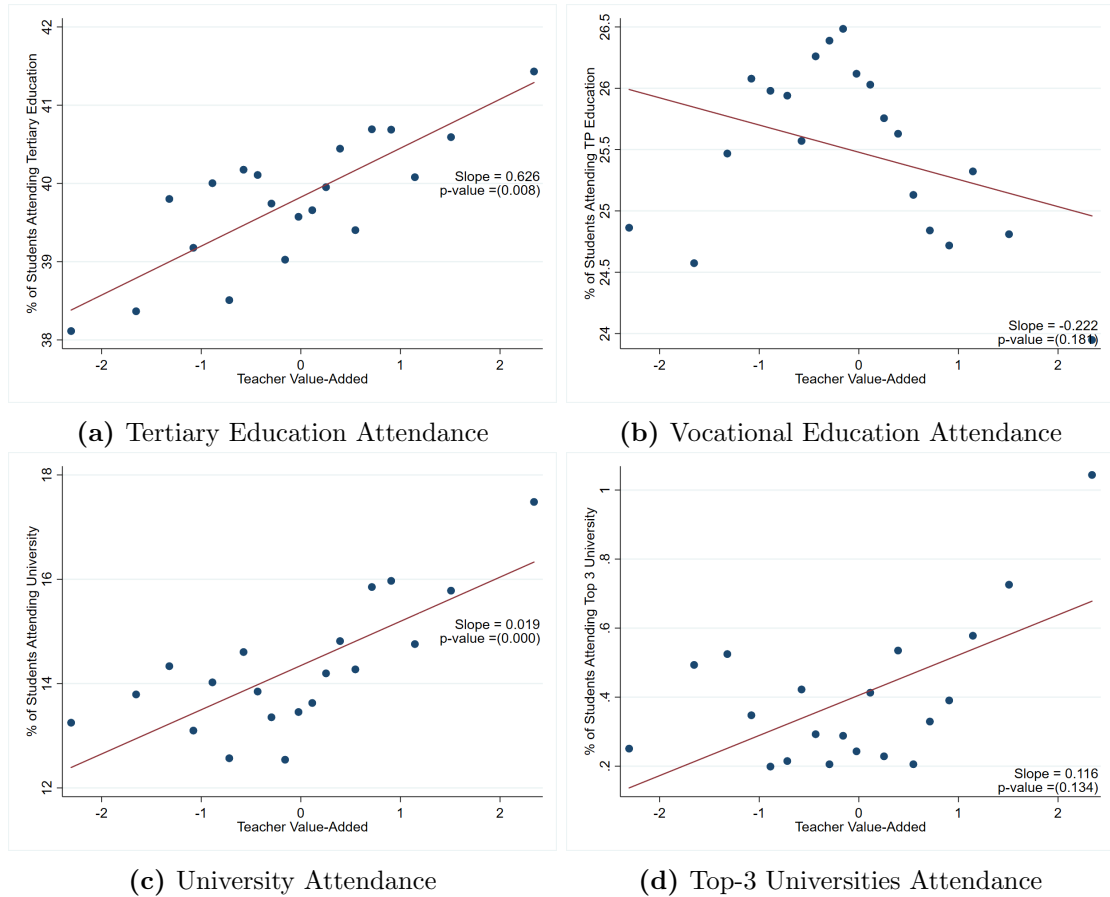 42
41
40
39
38
% of Students Attending Tertiary Education
Slope = 0.626
p-value =(0.008)
-2
-1
0
1
2
Teacher Value-Added
(a) Tertiary Education Attendance
26.5
26
25.5
25
24.5
24
% of Students Attending TP Education
Slope = -0.222
p-value =(0.181)
-2
-1
0
1
2
Teacher Value-Added
(b) Vocational Education Attendance
18
16
14
12
% of Students Attending University
Slope = 0.019
p-value =(0.000)
-2
-1
0
1
2
Teacher Value-Added
(c) University Attendance
1
.8
.6
.4
.2
% of Students Attending Top 3 University
Slope = 0.116
p-value =(0.134)
-2
-1
0
1
2
Teacher Value-Added
(d) Top-3 Universities Attendance